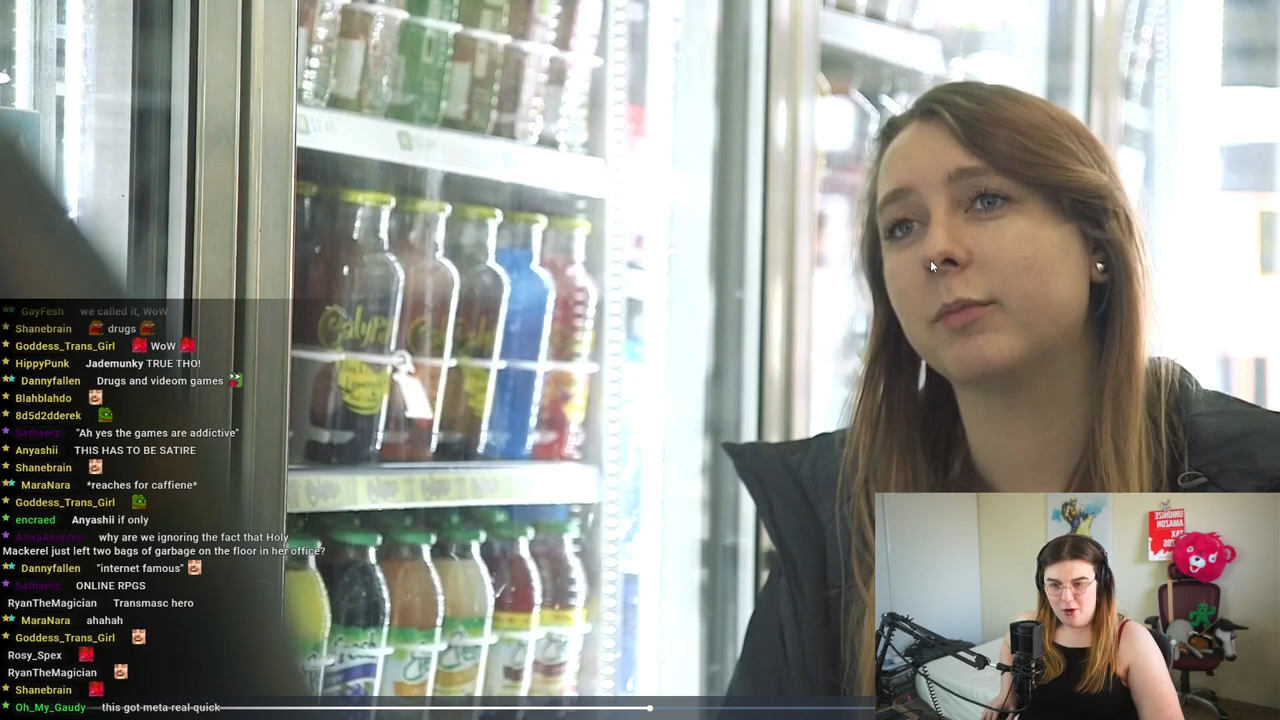 GayFesh we called it, WoW
Shanebrain drugs
Goddess_Trans_Girl WoW
HippyPunk Jademunky TRUE THO!
Dannyfallen Drugs and videom games
Blahblahdo
8d5d2dderek
Sathaerz "Ah yes the games are addictive"
Anyashii THIS HAS TO BE SATIRE
Shanebrain
MaraNara *reaches for caffiene*
Goddess_Trans_Girl
encraed Anyashii if only
why are we ignoring the fact that Holy
Mackerel just left two bags of garbage on the floor in her office?
Dannyfallen "internet famous"
Sathaerz ONLINE RPGS
RyanTheMagician Transmasc hero
MaraNara ahahah
Goddess_Trans_Girl
Rosy_Spex
RyanTheMagician
Shanebrain
Oh_My_Gaudy this got meta real quick
UNIONIZE
AMAZON
TAX